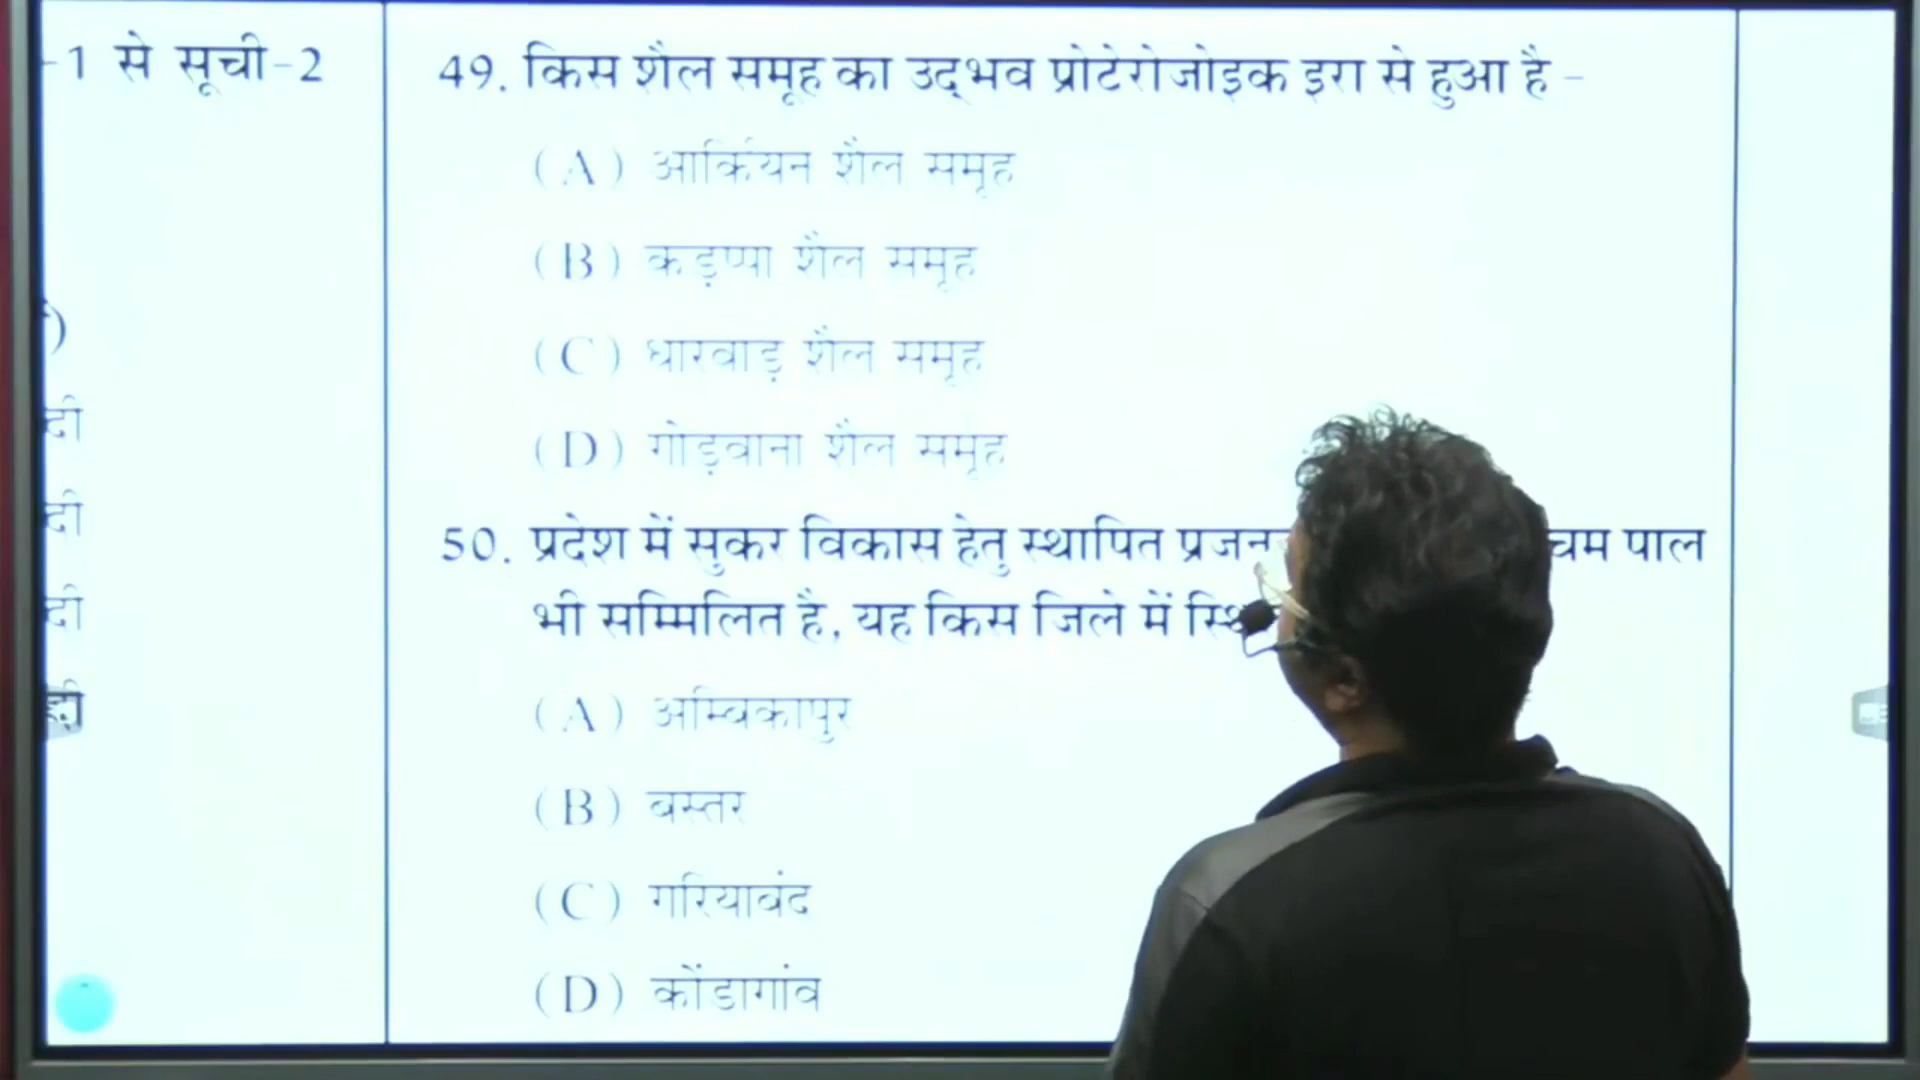 -1 से सूची-2
49. किस शैल समूह का उद्भव प्रोटेरोजोइक इरा से हुआ है -
(A) आर्कियन शैल समूह
(B) कड़प्पा शैल समूह
(C) धारवाड़ शैल समूह
(D) गोड़वाना शैल समूह
50. प्रदेश में सुकर विकास हेतु स्थापित पाल
भी सम्मिलित है, यह किस जिले में
(A) अम्बिकापुर
(B) बस्तर
(C) गरियाबंद
(D) कोंडागांव